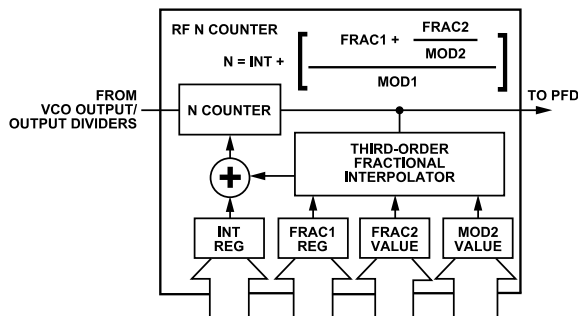 RF N COUNTER
N = INT +
FRAC1 +
FRAC2
MOD2
MOD1
FROM
VCO OUTPUT/
OUTPUT DIVIDERS
N COUNTER
TO PFD
THIRD-ORDER
FRACTIONAL
INTERPOLATOR
+
INT
REG
FRAC1
REG
FRAC2
VALUE
MOD2
VALUE